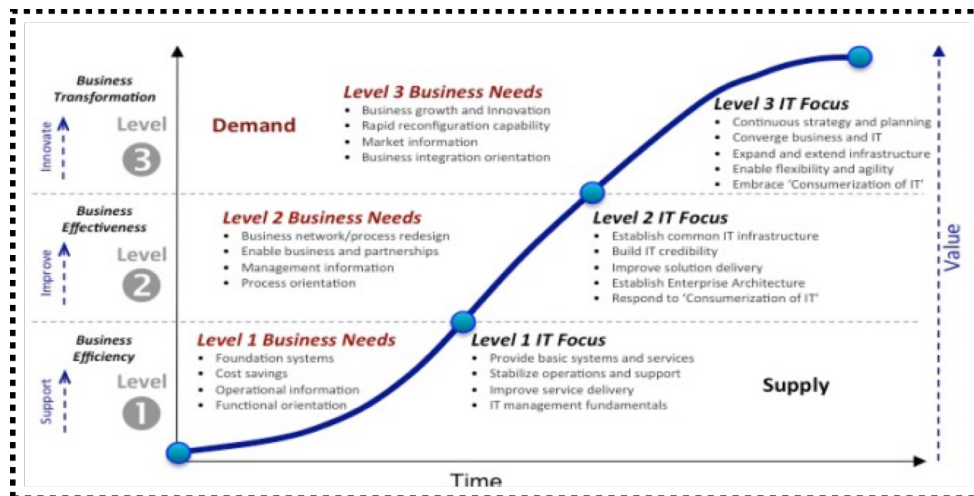 Business
Transformation
Innovate
Level
3
Demand
Level 3 Business Needs
• Business growth and Innovation
• Rapid reconfiguration capability
• Market information
• Business integration orientation
Level 3 IT Focus
• Continuous strategy and planning
• Converge business and IT
• Expand and extend infrastructure
• Enable flexibility and agility
• Embrace ‘Consumerization of IT’
Business
Effectiveness
Improve
Level
2
Level 2 Business Needs
• Business network/process redesign
• Enable business and partnerships
• Management information
• Process orientation
Level 2 IT Focus
• Establish common IT infrastructure
• Build IT credibility
• Improve solution delivery
• Establish Enterprise Architecture
• Respond to ‘Consumerization of IT’
Value
Business
Efficiency
Support
Level
1
Level 1 Business Needs
• Foundation systems
• Cost savings
• Operational information
• Functional orientation
Level 1 IT Focus
• Provide basic systems and services
• Stabilize operations and support
• Improve service delivery
• IT management fundamentals
Supply
Time